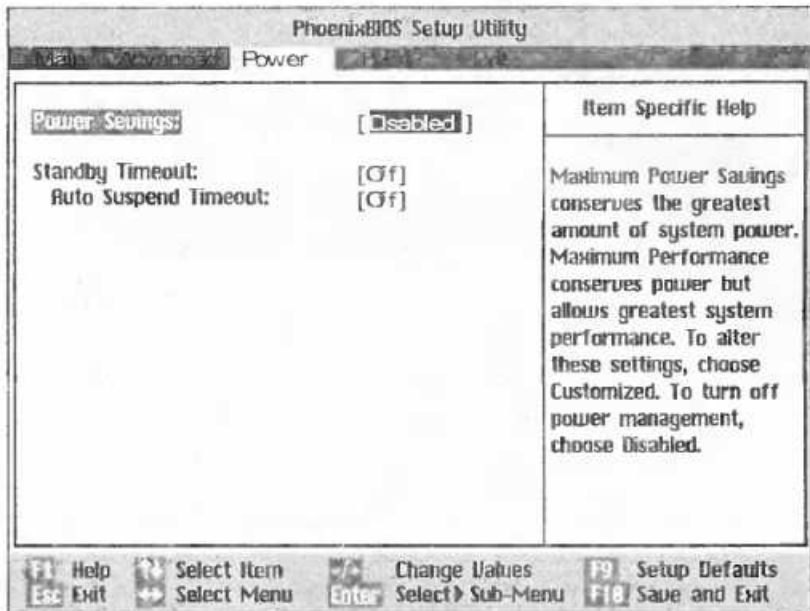 PhoenixBIOS Setup Utility
Main Advanced Power
Power Savings: [Disabled]
Standby Timeout: [Off]
Auto Suspend Timeout: [Off]
Item Specific Help
Maximum Power Savings
conserves the greatest
amount of system power.
Maximum Performance
conserves power but
allows greatest system
performance. To alter
these settings, choose
Customized. To turn off
power management,
choose Disabled.
F1 Help ↑↓ Select Item -/+ Change Values F9 Setup Defaults
Esc Exit ↔ Select Menu Enter Select ▶ Sub-Menu F10 Save and Exit